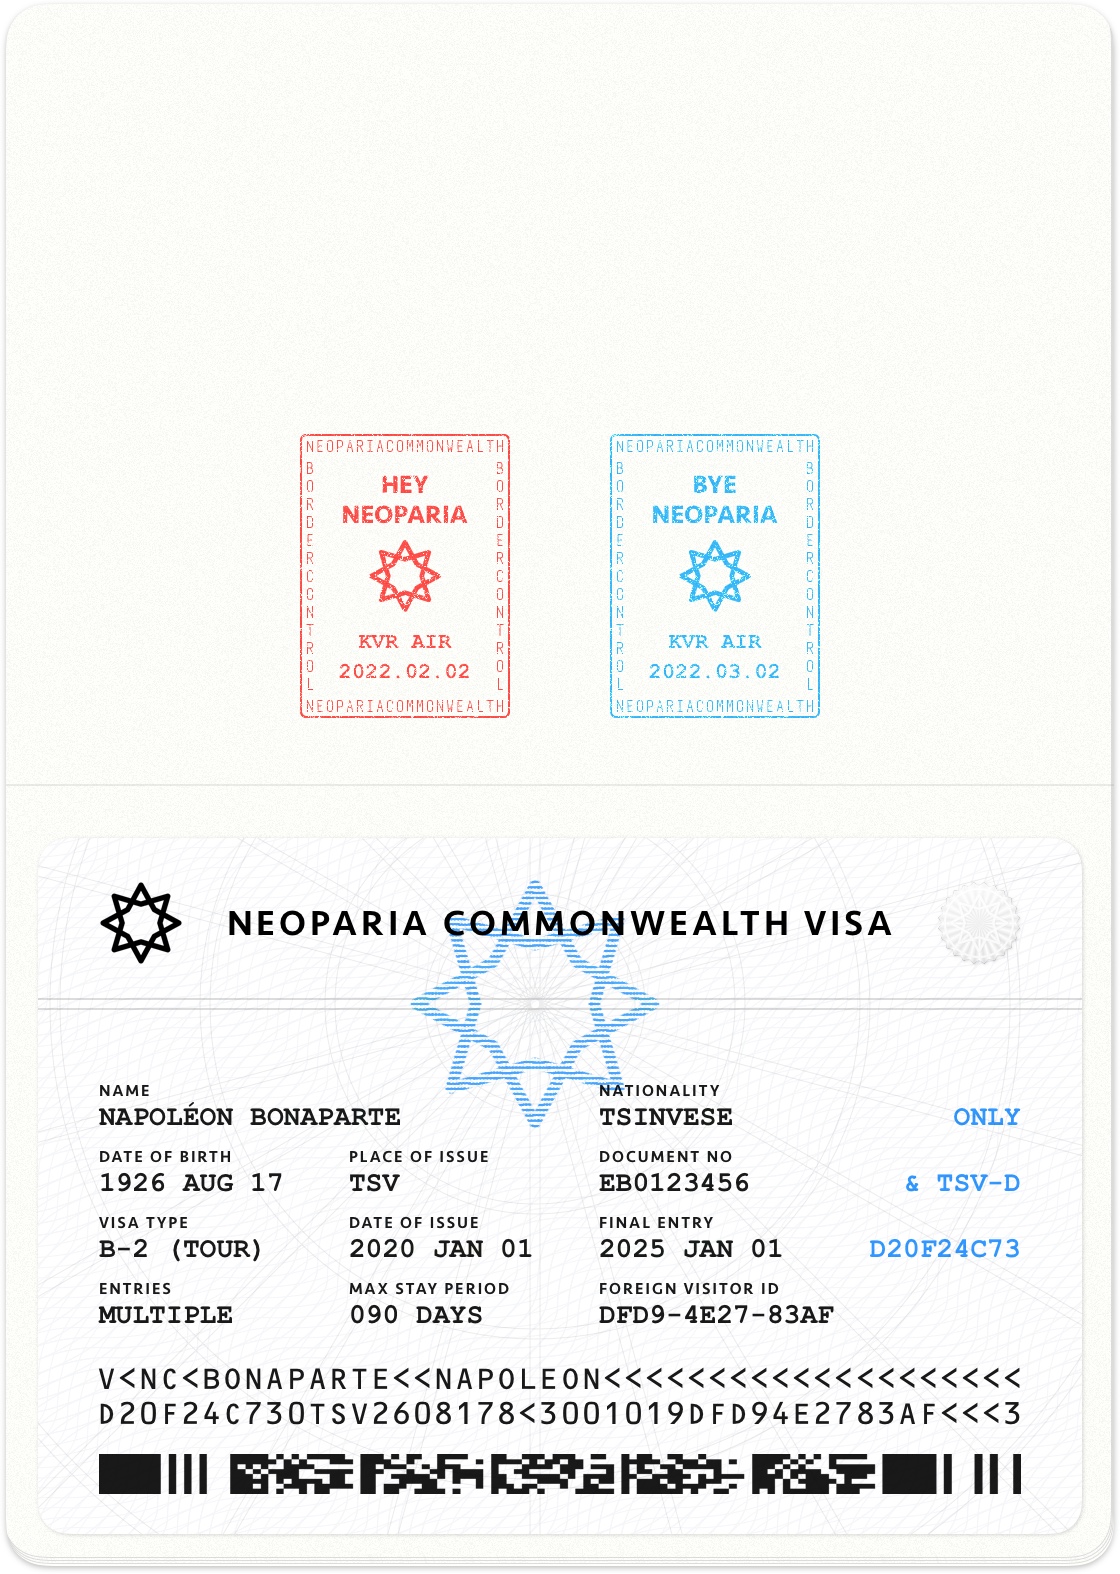 NEOPARIACOMMONWEALTH
BORDERCONTROL
HEY
NEOPARIA
KVR AIR
2022.02.02
BORDERCONTROL
NEOPARIACOMMONWEALTH
NEOPARIACOMMONWEALTH
BORDERCONTROL
BYE
NEOPARIA
KVR AIR
2022.03.02
BORDERCONTROL
NEOPARIACOMMONWEALTH
NEOPARIA COMMONWEALTH VISA
NAME NATIONALITY
NAPOLÉON BONAPARTE TSINVESE ONLY
DATE OF BIRTH PLACE OF ISSUE DOCUMENT NO
1926 AUG 17 TSV EB0123456 & TSV-D
VISA TYPE DATE OF ISSUE FINAL ENTRY
B-2 (TOUR) 2020 JAN 01 2025 JAN 01 D20F24C73
ENTRIES MAX STAY PERIOD FOREIGN VISITOR ID
MULTIPLE 090 DAYS DFD9-4E27-83AF
V<NC<BONAPARTE<<NAPOLEON<<<<<<<<<<<<<<<<<<<<
D20F24C730TSV2608178<3001019DFD94E2783AF<<<3